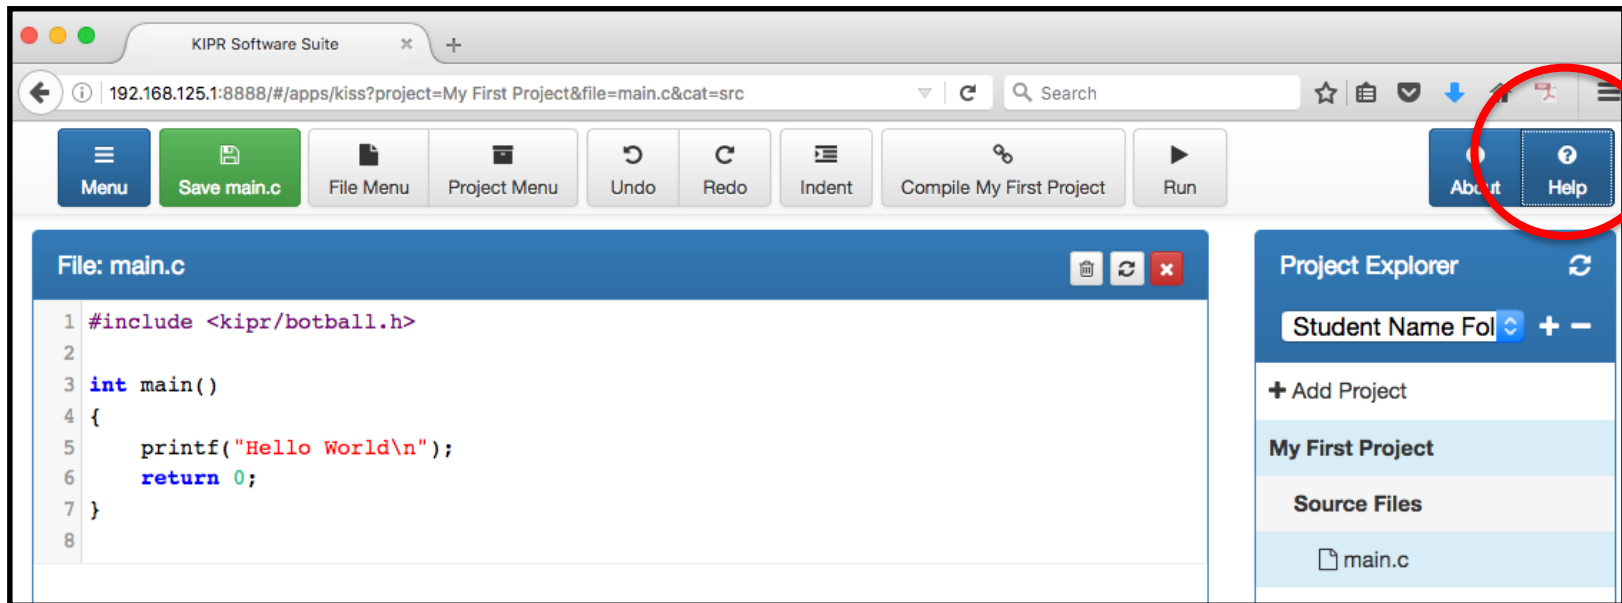 KIPR Software Suite
192.168.125.1:8888/#/apps/kiss?project=My First Project&file=main.c&cat=src
Search
Menu
Save main.c
File Menu
Project Menu
Undo
Redo
Indent
Compile My First Project
Run
About
Help
File: main.c
1 #include <kipr/botball.h>
2
3 int main()
4 {
5     printf("Hello World\n");
6     return 0;
7 }
8
Project Explorer
Student Name Fol
Add Project
My First Project
Source Files
main.c